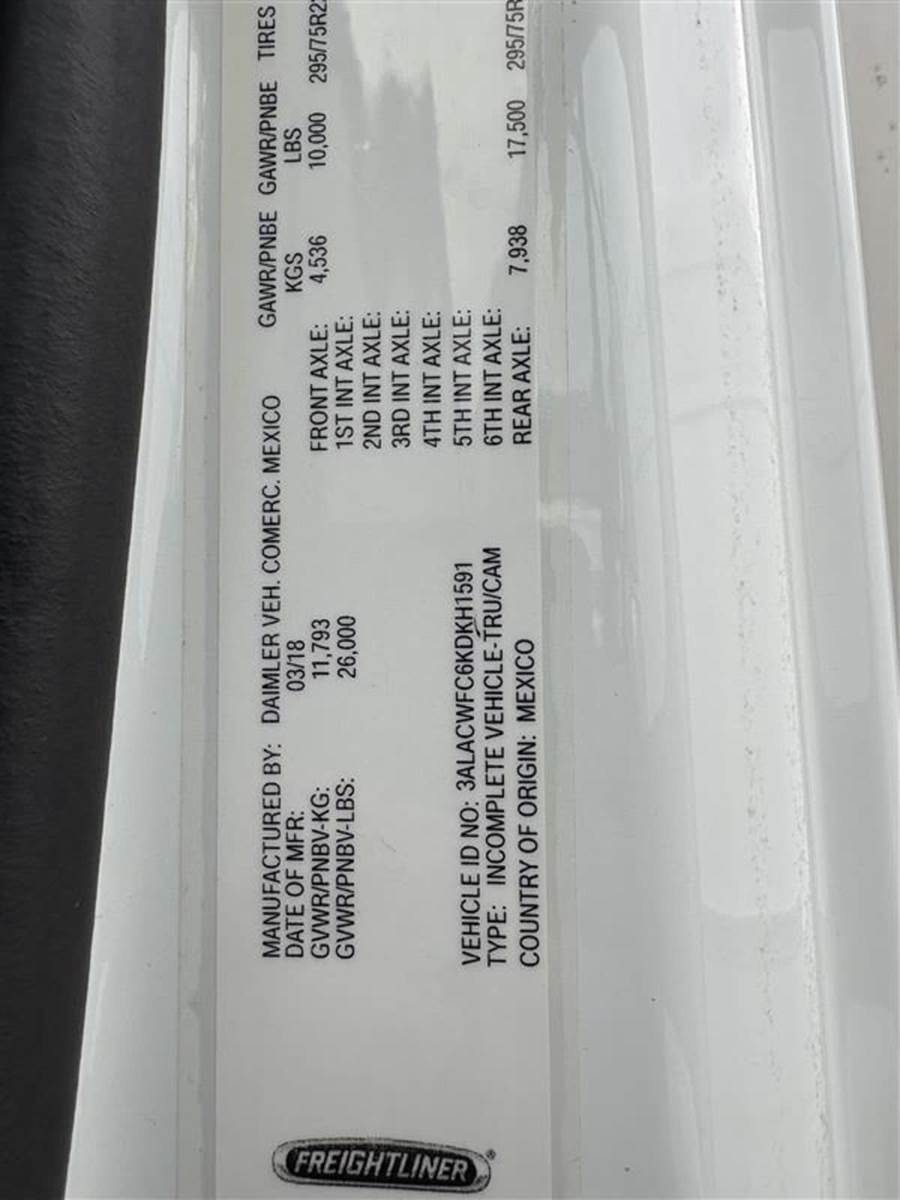 FREIGHTLINER®
MANUFACTURED BY: DAIMLER VEH. COMERC. MEXICO GAWR/PNBE GAWR/PNBE TIRES
DATE OF MFR: 03/18 KGS LBS
GVWR/PNBV-KG: 11,793 FRONT AXLE: 4,536 10,000
GVWR/PNBV-LBS: 26,000 1ST INT AXLE:
2ND INT AXLE:
3RD INT AXLE:
4TH INT AXLE:
VEHICLE ID NO: 3ALACWFC6KDKH1591 5TH INT AXLE:
TYPE: INCOMPLETE VEHICLE-TRU/CAM 6TH INT AXLE:
COUNTRY OF ORIGIN: MEXICO REAR AXLE: 7,938 17,500